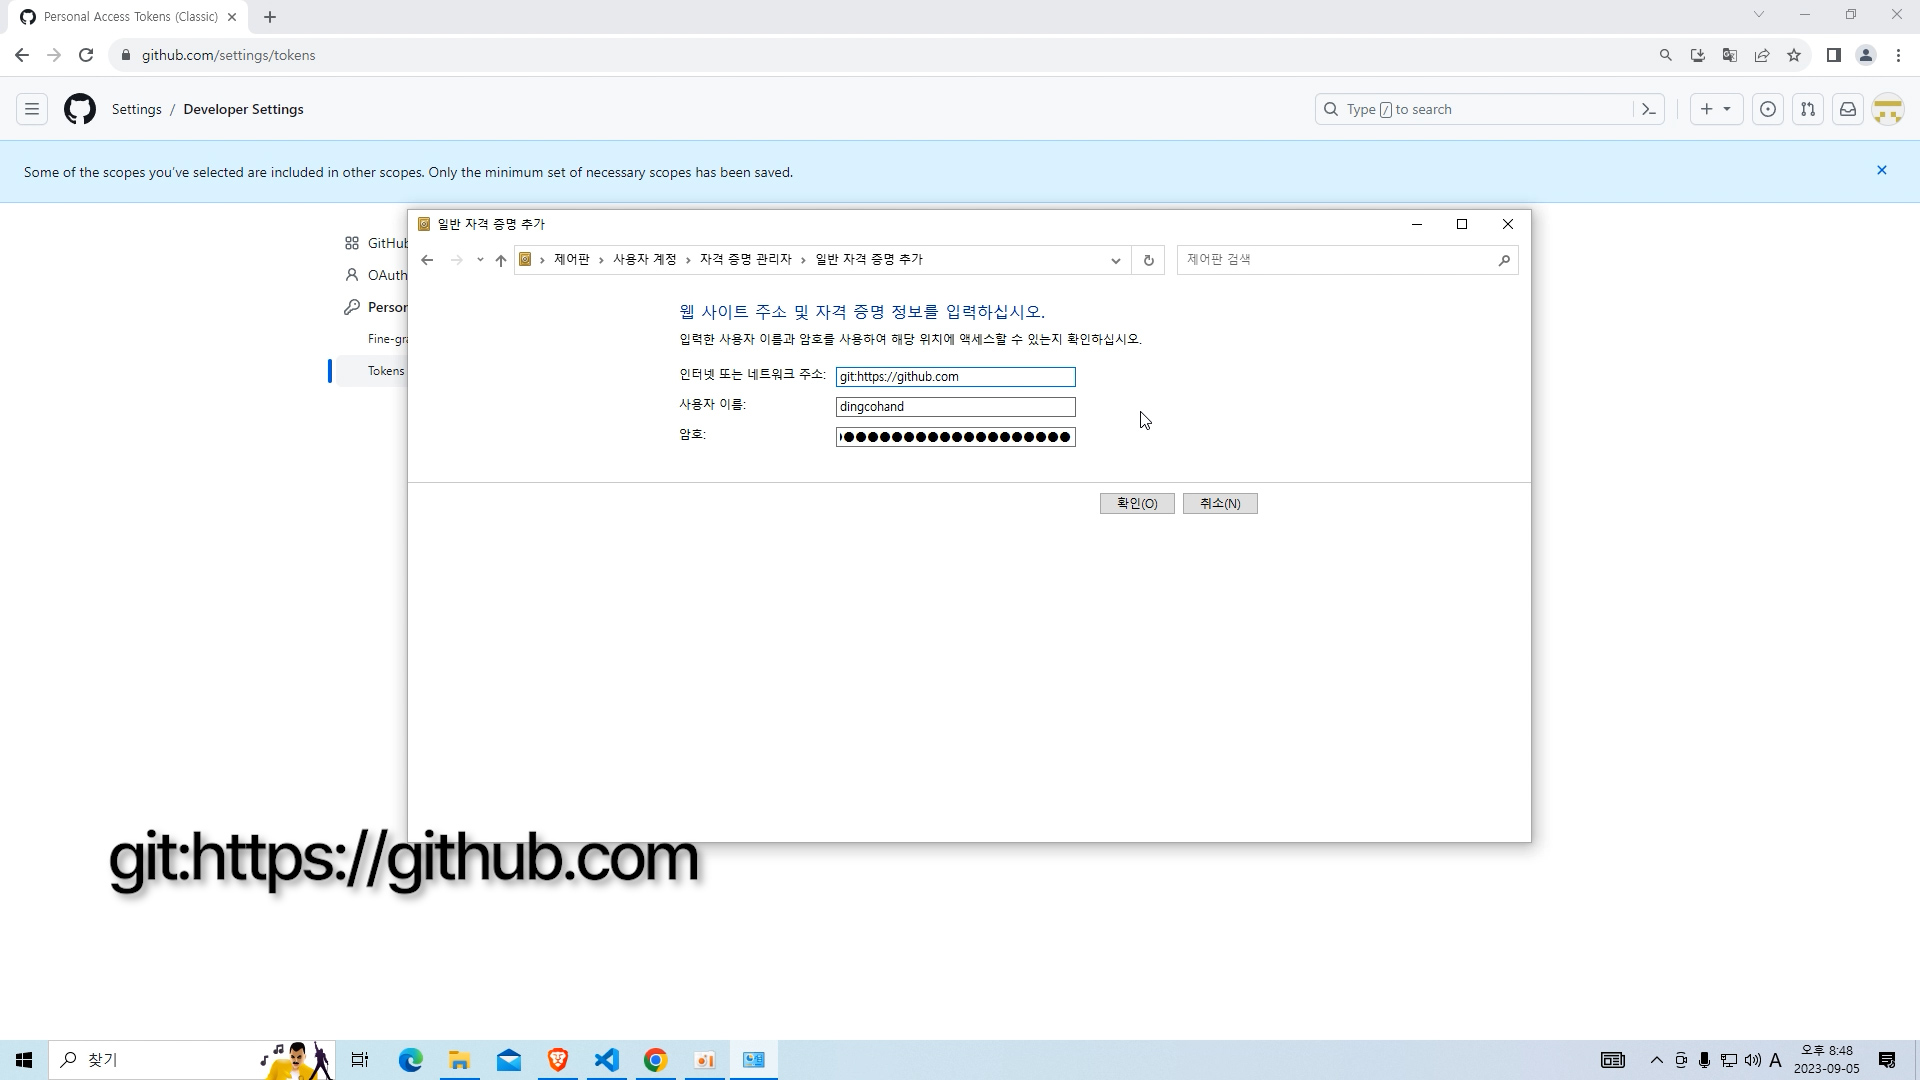 Personal Access Tokens (Classic)
github.com/settings/tokens
Settings / Developer Settings
Type / to search
Some of the scopes you've selected are included in other scopes. Only the minimum set of necessary scopes has been saved.
GitHub
OAuth
Person
Fine-gra
Tokens
일반 자격 증명 추가
제어판 > 사용자 계정 > 자격 증명 관리자 > 일반 자격 증명 추가
제어판 검색
웹 사이트 주소 및 자격 증명 정보를 입력하십시오.
입력한 사용자 이름과 암호를 사용하여 해당 위치에 액세스할 수 있는지 확인하십시오.
인터넷 또는 네트워크 주소: git:https://github.com
사용자 이름: dingcohand
암호:
확인(O) 취소(N)
git:https://github.com
찾기
A
오후 8:48
2023-09-05